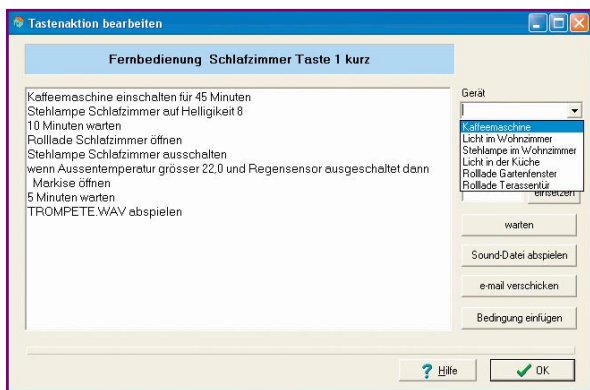 Tastenaktion bearbeiten
Fernbedienung Schlafzimmer Taste 1 kurz
Kaffeemaschine einschalten für 45 Minuten
Stehlampe Schlafzimmer auf Helligikeit 8
10 Minuten warten
Rolllade Schlafzimmer öffnen
Stehlampe Schlafzimmer ausschalten
wenn Aussentemperatur grösser 22,0 und Regensensor ausgeschaltet dann
Markise öffnen
5 Minuten warten
TROMPETE.WAV abspielen
Gerät
Kaffeemaschine
Licht im Wohnzimmer
Stehlampe im Wohnzimmer
Licht in der Küche
Rolllade Gartenfenster
Rolllade Terassentür
einsetzen
warten
Sound-Datei abspielen
e-mail verschicken
Bedingung einfügen
Hilfe
OK